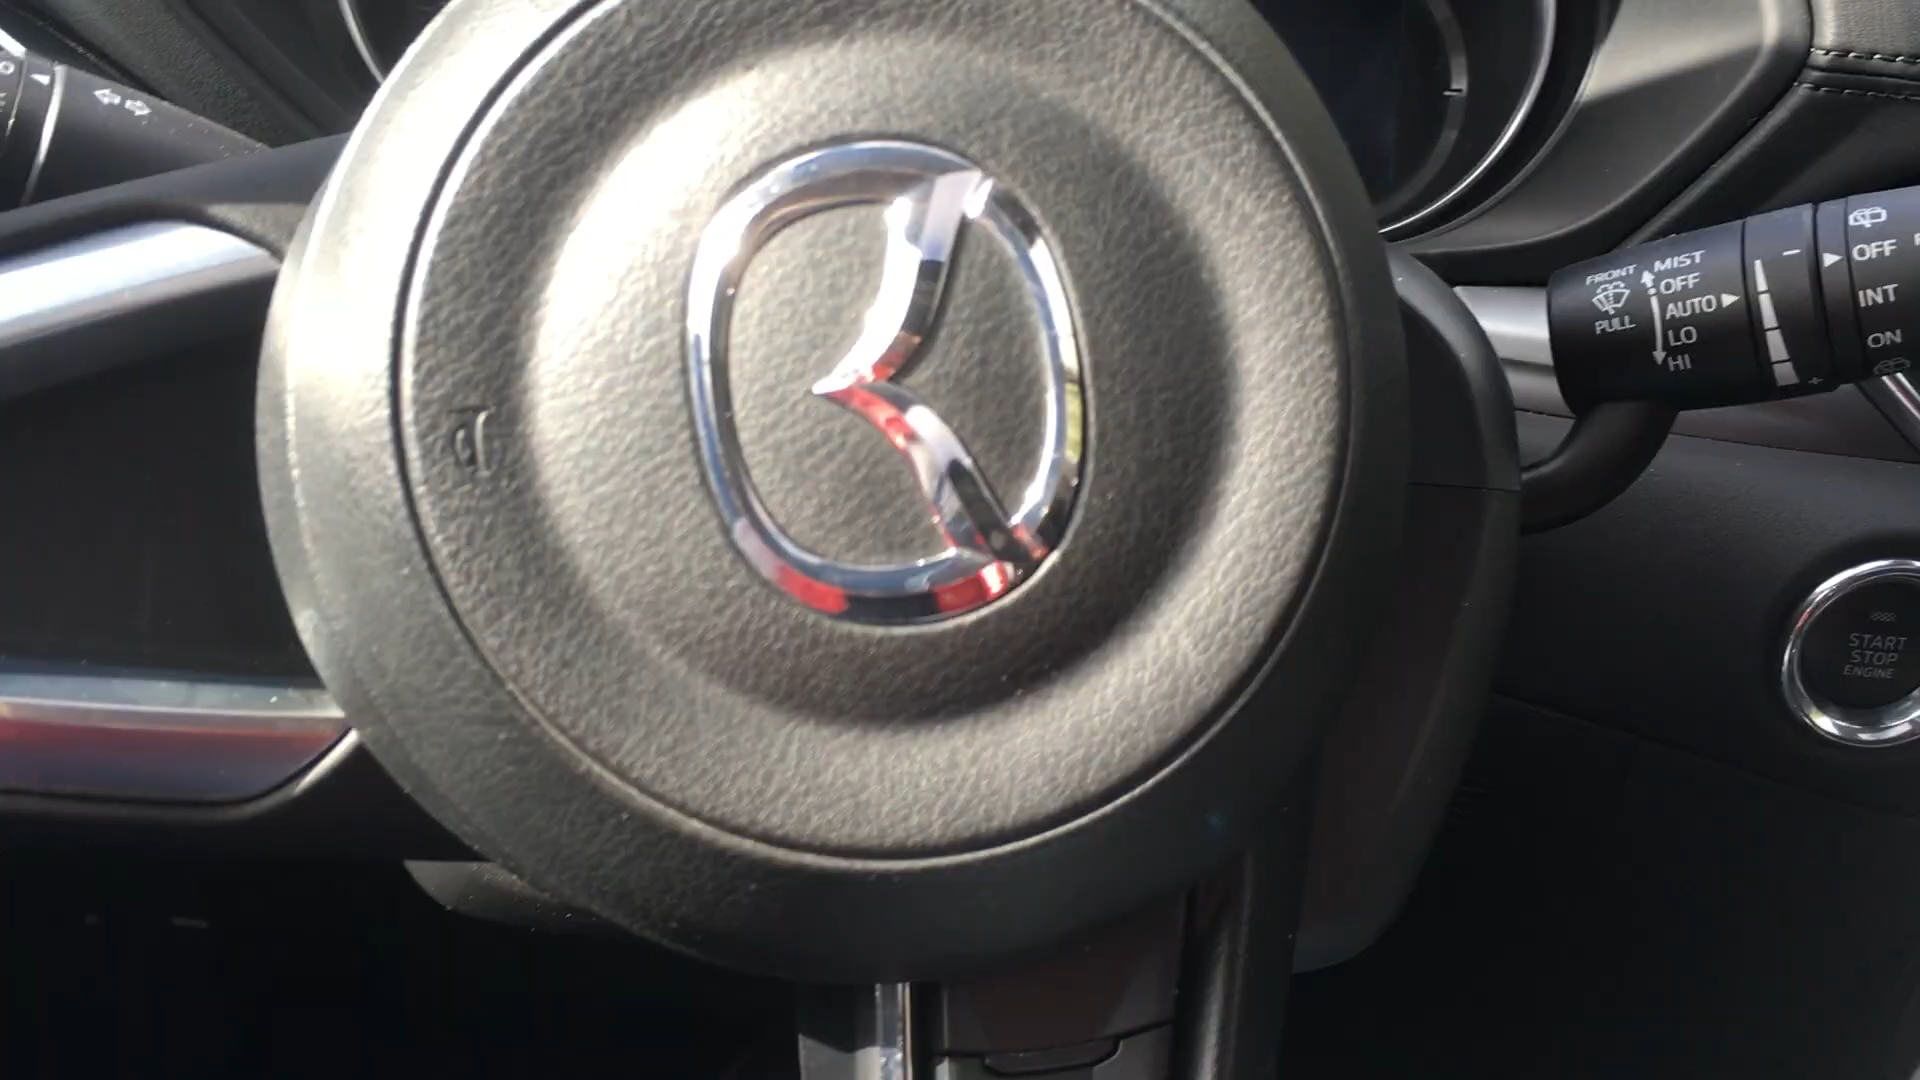 FRONT
PULL
MIST
OFF
AUTO
LO
HI
−
+
OFF
INT
ON
START
STOP
ENGINE